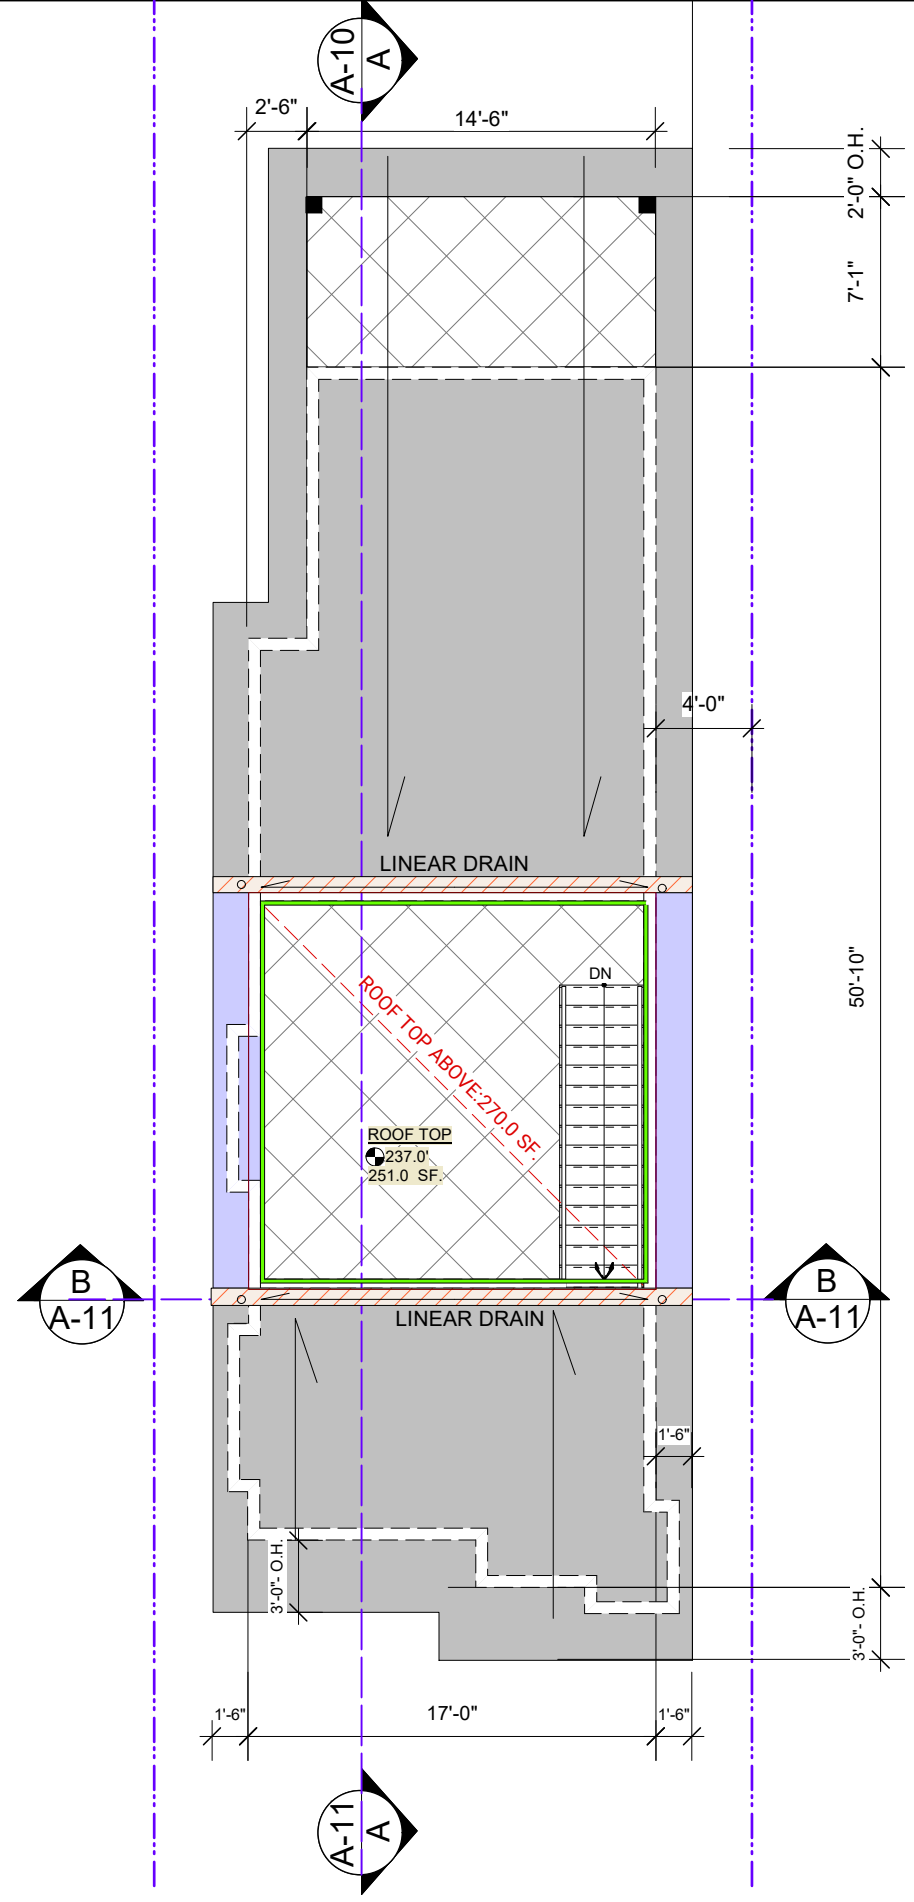 A-10
A
2'-6"
14'-6"
2'-0" O.H.
7'-1"
4'-0"
LINEAR DRAIN
DN
50'-10"
ROOF TOP ABOVE:270.0 SF.
ROOF TOP
237.0'
251.0 SF.
B
A-11
B
A-11
LINEAR DRAIN
1'-6"
3'-0"- O.H.
3'-0"- O.H.
1'-6"
17'-0"
1'-6"
A-11
A